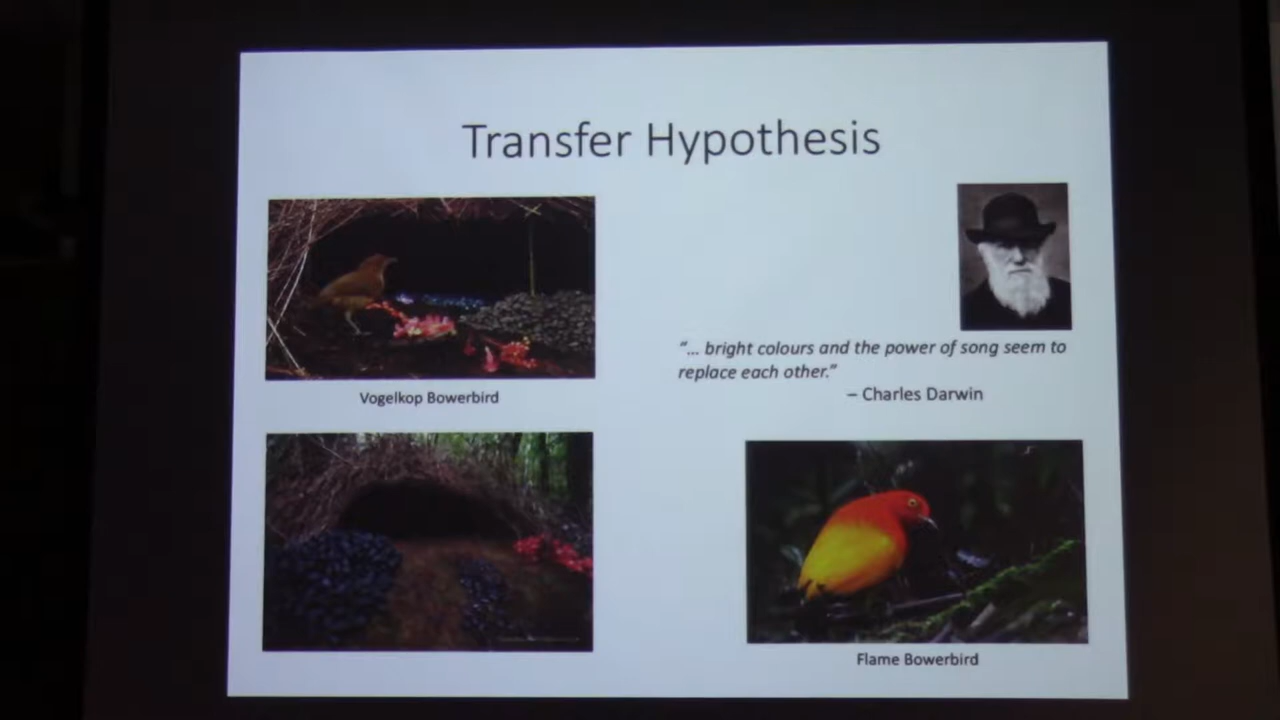 Transfer Hypothesis
Vogelkop Bowerbird
"... bright colours and the power of song seem to
replace each other."
– Charles Darwin
Flame Bowerbird